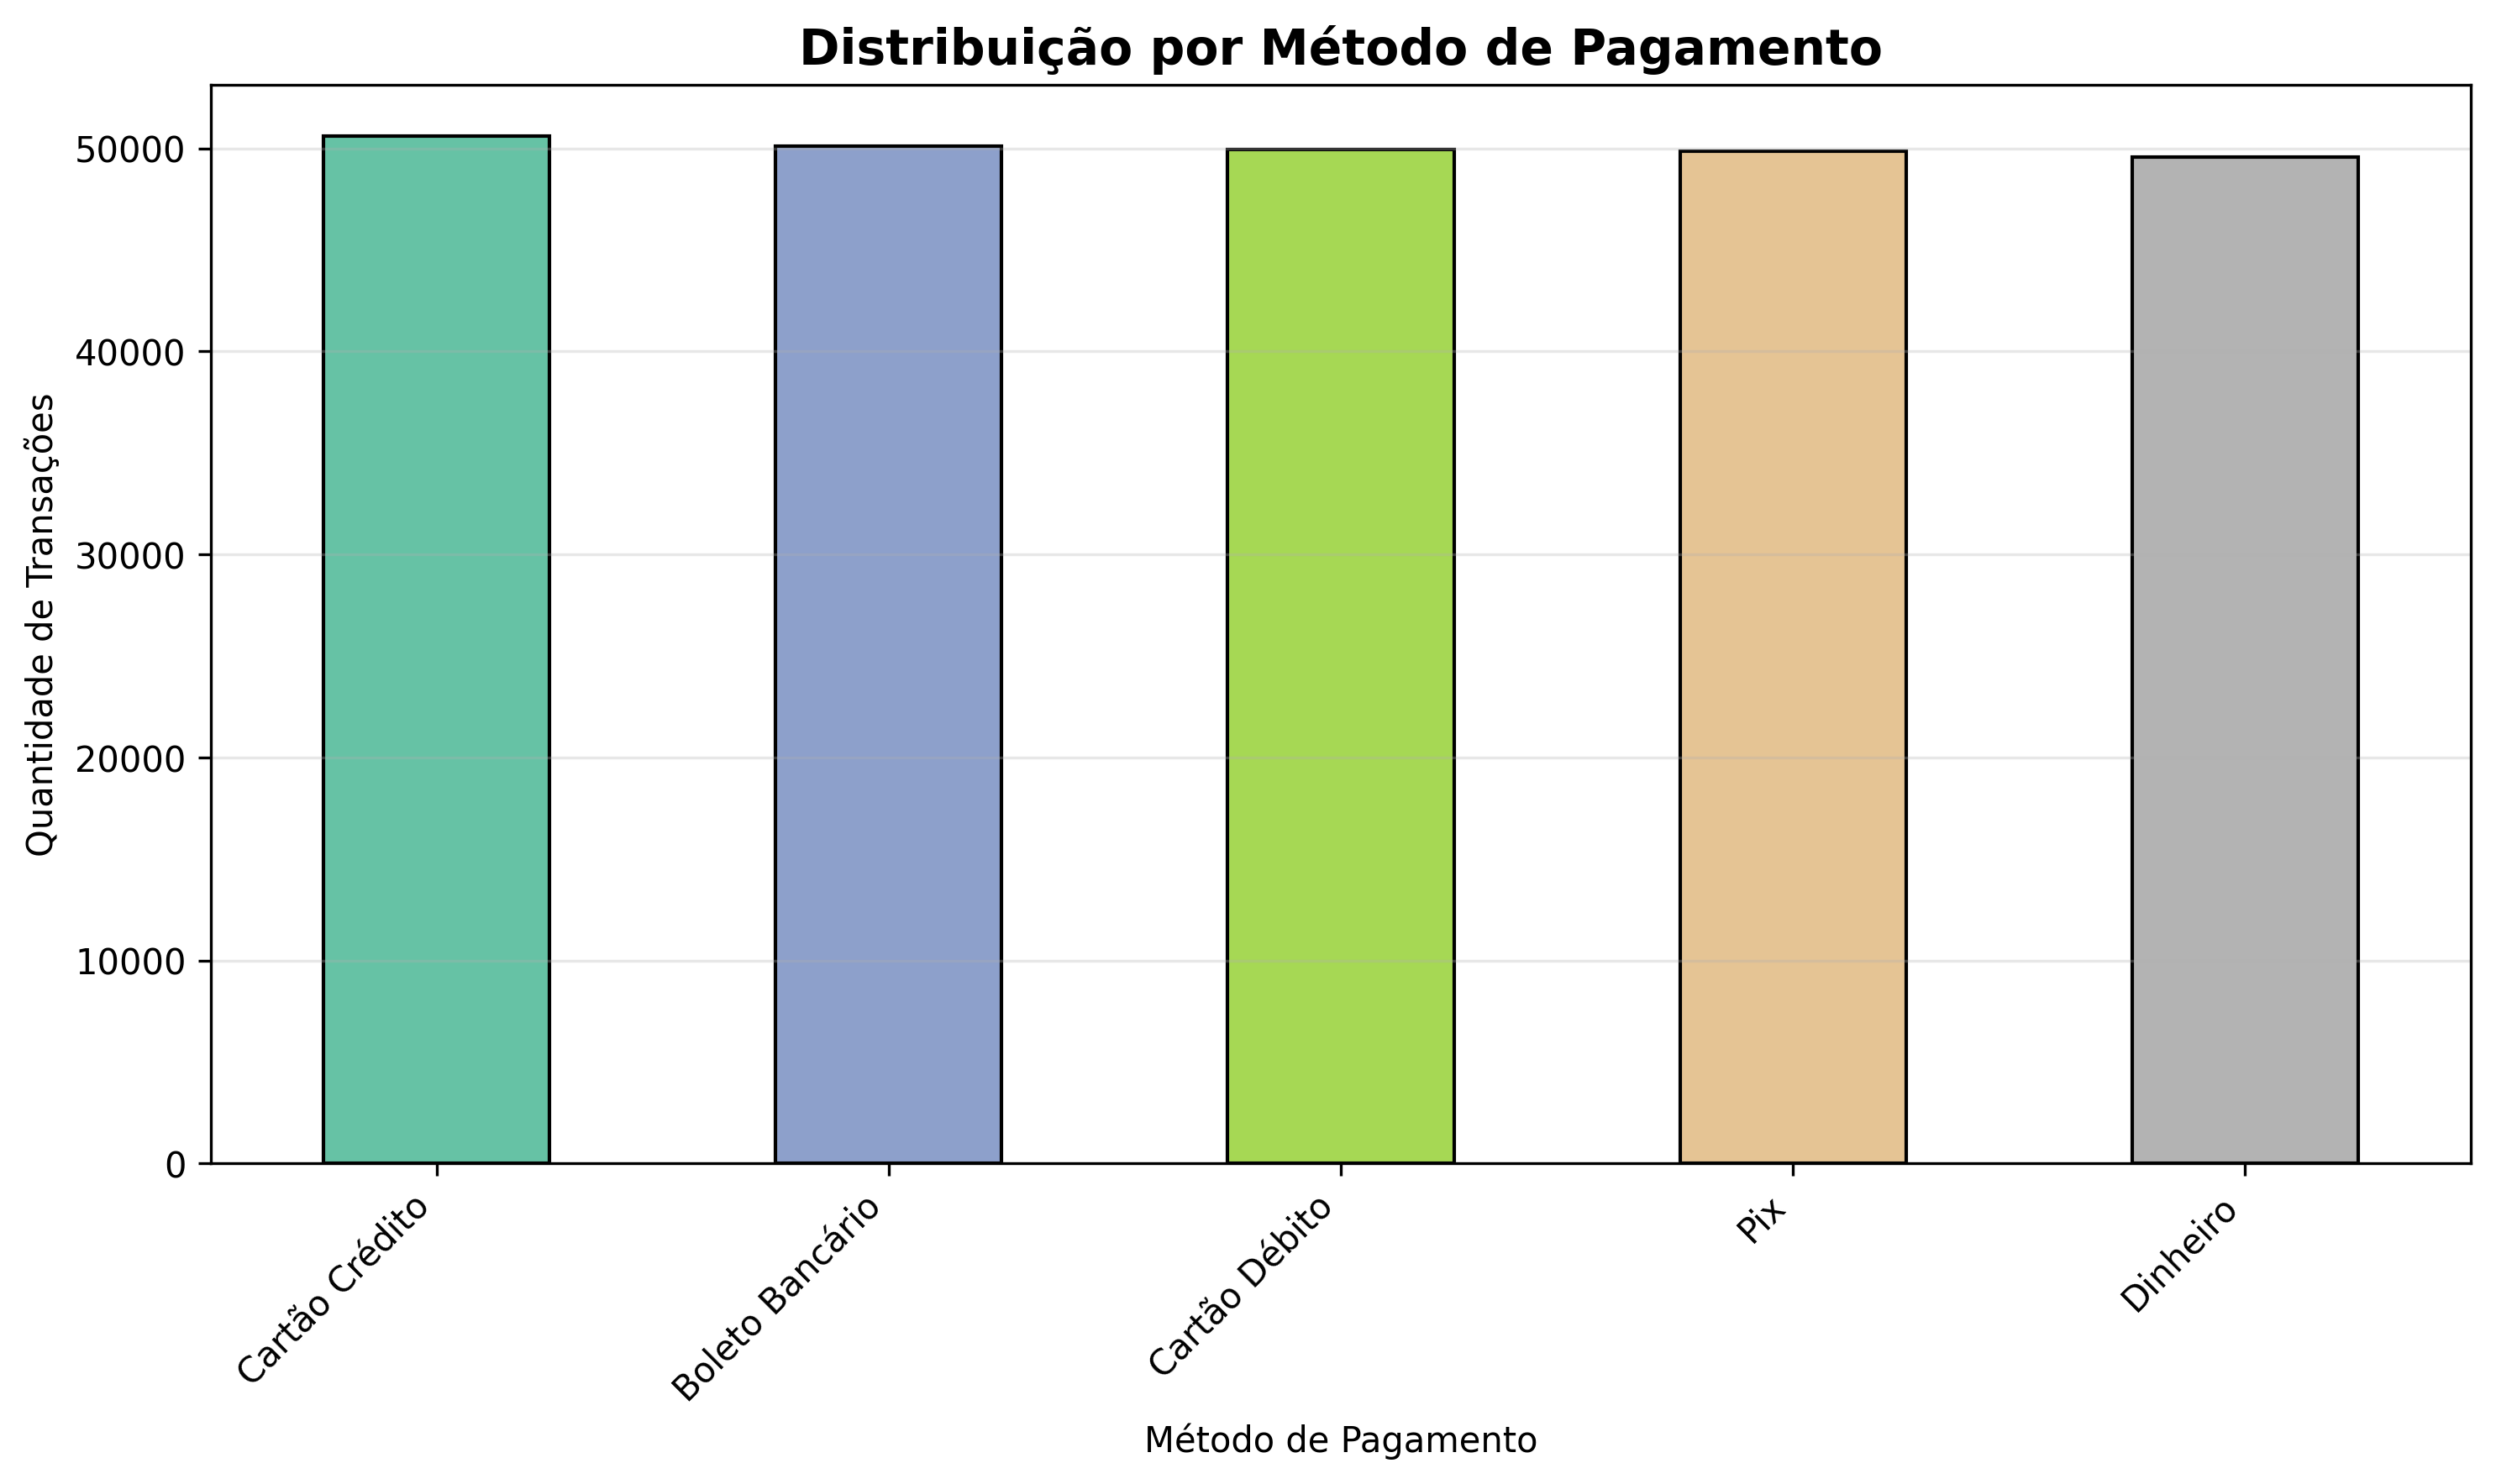 Distribuição por Método de Pagamento
Quantidade de Transações
50000
40000
30000
20000
10000
0
Cartão Crédito
Boleto Bancário
Cartão Débito
Pix
Dinheiro
Método de Pagamento